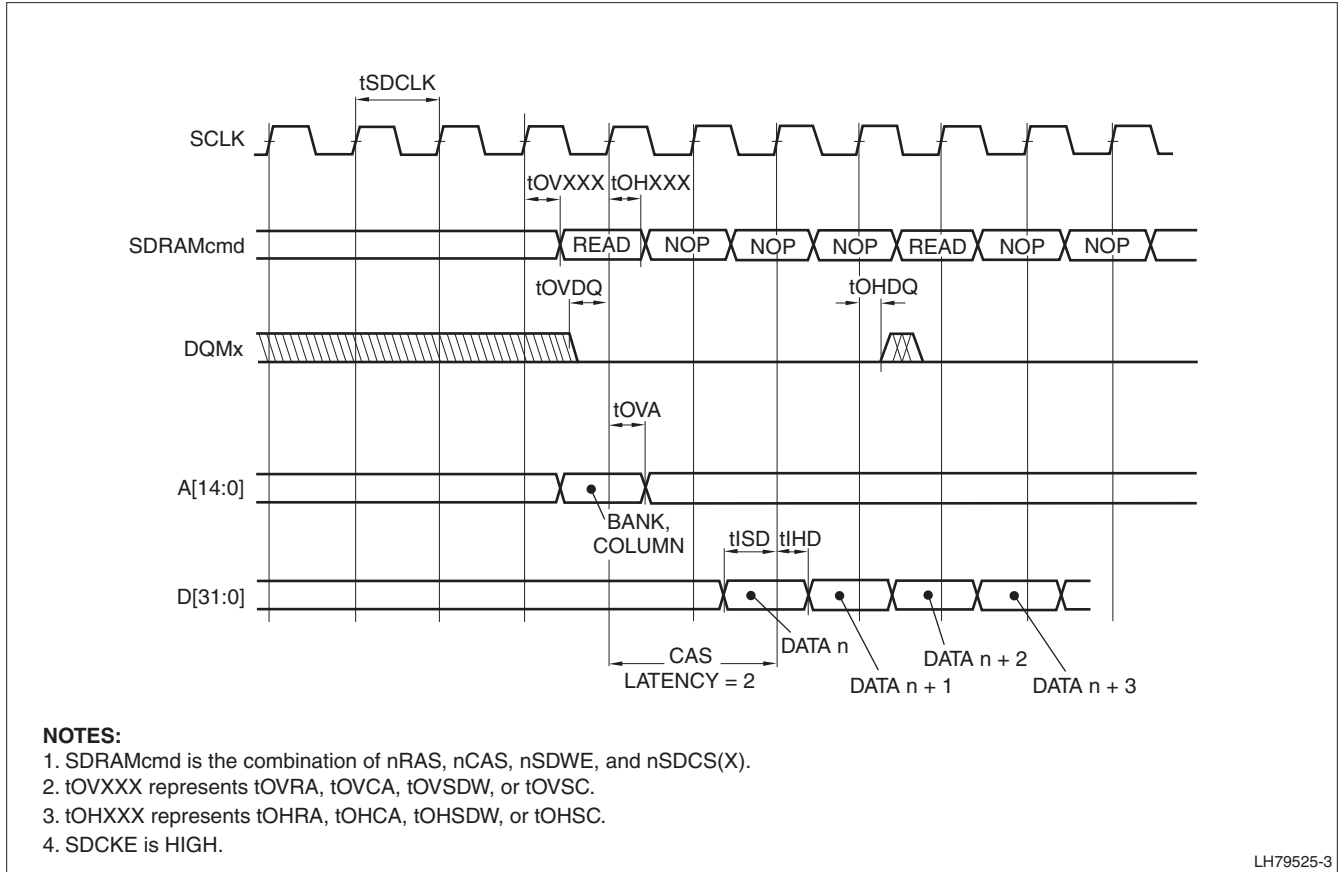 tSDCLK
SCLK
tOVXXX tOHXXX
SDRAMcmd READ NOP NOP NOP READ NOP NOP
tOVDQ tOHDQ
DQMx
tOVA
A[14:0]
BANK,
COLUMN
tISD tIHD
D[31:0]
DATA n
DATA n + 1
DATA n + 2
DATA n + 3
CAS
LATENCY = 2
NOTES:
1. SDRAMcmd is the combination of nRAS, nCAS, nSDWE, and nSDCS(X).
2. tOVXXX represents tOVRA, tOVCA, tOVSDW, or tOVSC.
3. tOHXXX represents tOHRA, tOHCA, tOHSDW, or tOHSC.
4. SDCKE is HIGH.
LH79525-3